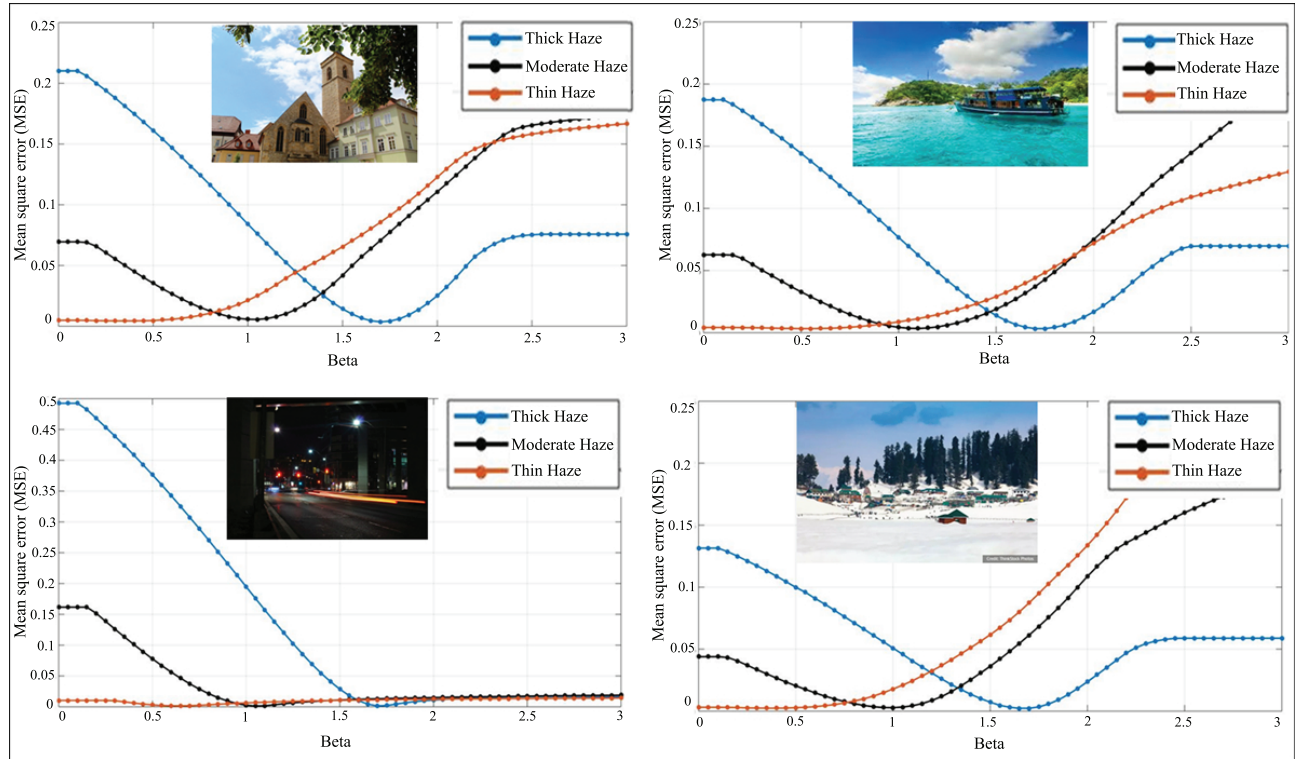 0.25
0.2
0.15
0.1
0.05
0
Mean square error (MSE)
Thick Haze
Moderate Haze
Thin Haze
0 0.5 1 1.5 2 2.5 3
Beta
0.25
0.2
0.15
0.1
0.05
0
Mean square error (MSE)
Thick Haze
Moderate Haze
Thin Haze
0 0.5 1 1.5 2 2.5 3
Beta
0.5
0.45
0.4
0.35
0.3
0.25
0.2
0.15
0.1
0.05
0
Mean square error (MSE)
Thick Haze
Moderate Haze
Thin Haze
0 0.5 1 1.5 2 2.5 3
Beta
0.25
0.2
0.15
0.1
0.05
0
Mean square error (MSE)
Thick Haze
Moderate Haze
Thin Haze
0 0.5 1 1.5 2 2.5 3
Beta